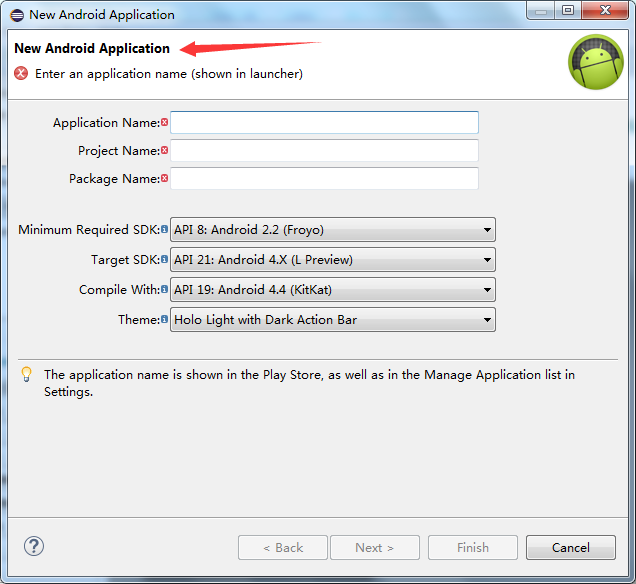 New Android Application
New Android Application
Enter an application name (shown in launcher)
Application Name:
Project Name:
Package Name:
Minimum Required SDK: API 8: Android 2.2 (Froyo)
Target SDK: API 21: Android 4.X (L Preview)
Compile With: API 19: Android 4.4 (KitKat)
Theme: Holo Light with Dark Action Bar
The application name is shown in the Play Store, as well as in the Manage Application list in
Settings.
? < Back Next > Finish Cancel